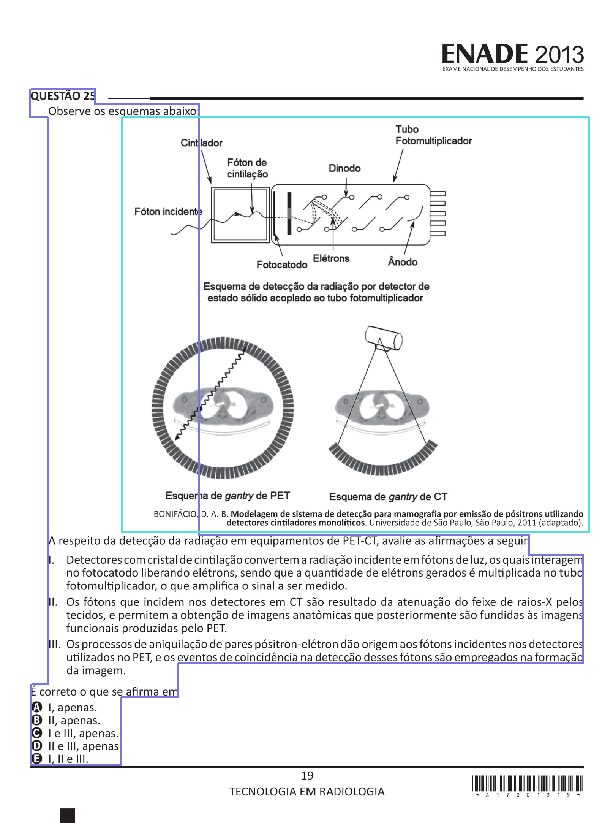 ENADE 2013
EXAME NACIONAL DE DESEMPENHO DOS ESTUDANTES
QUESTÃO 25
Observe os esquemas abaixo.
Tubo
Fotomultiplicador
Cintilador
Fóton de
cintilação
Dinodo
Fóton incidente
Fotocatodo
Elétrons
Ânodo
Esquema de detecção da radiação por detector de
estado sólido acoplado ao tubo fotomultiplicador
Esquema de gantry de PET
Esquema de gantry de CT
BONIFÁCIO, D. A. B. Modelagem de sistema de detecção para mamografia por emissão de pósitrons utilizando
detectores cintiladores monolíticos. Universidade de São Paulo, São Paulo, 2011 (adaptado).
A respeito da detecção da radiação em equipamentos de PET-CT, avalie as afirmações a seguir.
I. Detectores com cristal de cintilação convertem a radiação incidente em fótons de luz, os quais interagem
no fotocatodo liberando elétrons, sendo que a quantidade de elétrons gerados é multiplicada no tubo
fotomultiplicador, o que amplifica o sinal a ser medido.
II. Os fótons que incidem nos detectores em CT são resultado da atenuação do feixe de raios-X pelos
tecidos, e permitem a obtenção de imagens anatômicas que posteriormente são fundidas às imagens
funcionais produzidas pelo PET.
III. Os processos de aniquilação de pares pósitron-elétron dão origem aos fótons incidentes nos detectores
utilizados no PET, e os eventos de coincidência na detecção desses fótons são empregados na formação
da imagem.
É correto o que se afirma em
A I, apenas.
B II, apenas.
C I e III, apenas.
D II e III, apenas
E I, II e III.
19
TECNOLOGIA EM RADIOLOGIA